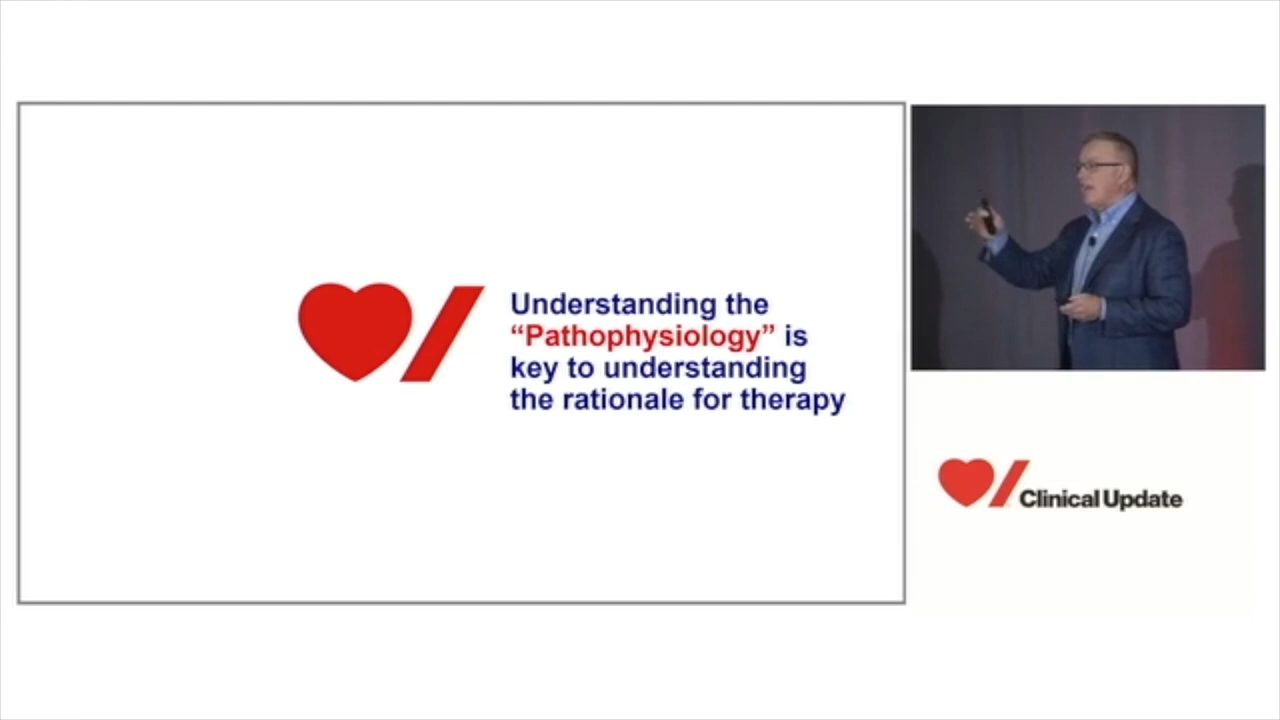 Understanding the
“Pathophysiology” is
key to understanding
the rationale for therapy
Clinical Update